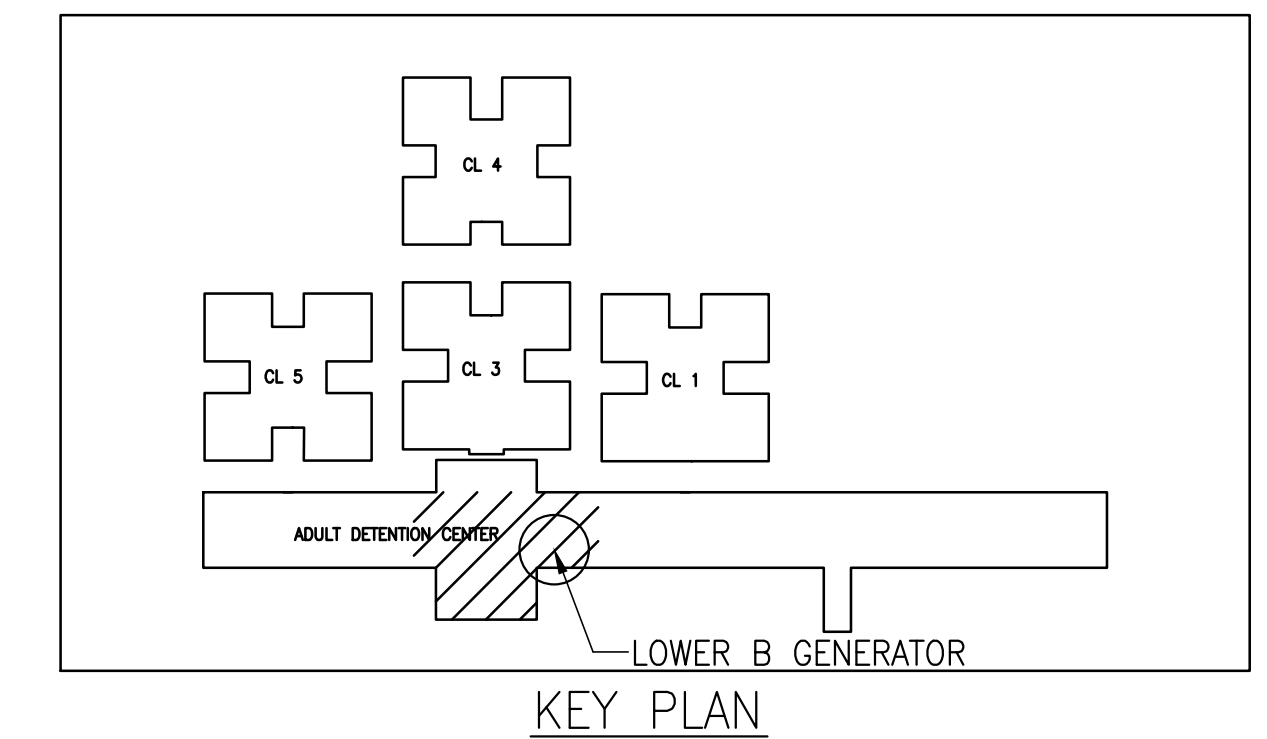 CL 4
CL 5
CL 3
CL 1
ADULT DETENTION CENTER
LOWER B GENERATOR
KEY PLAN